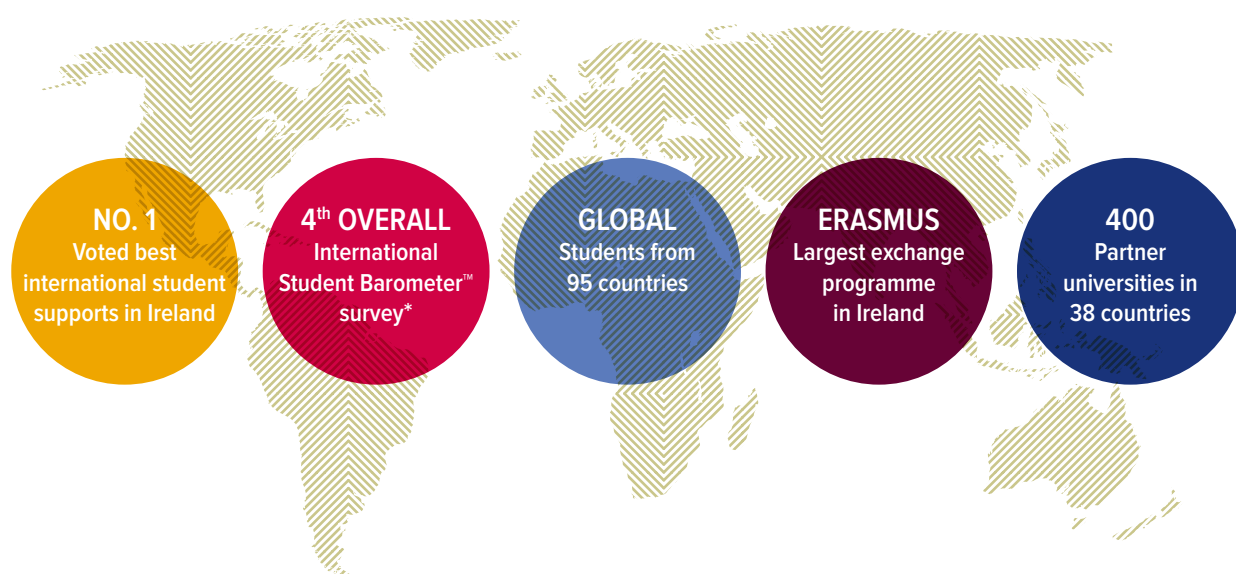 NO. 1
Voted best
international student
supports in Ireland
4th OVERALL
International
Student Barometer™
survey*
GLOBAL
Students from
95 countries
ERASMUS
Largest exchange
programme
in Ireland
400
Partner
universities in
38 countries